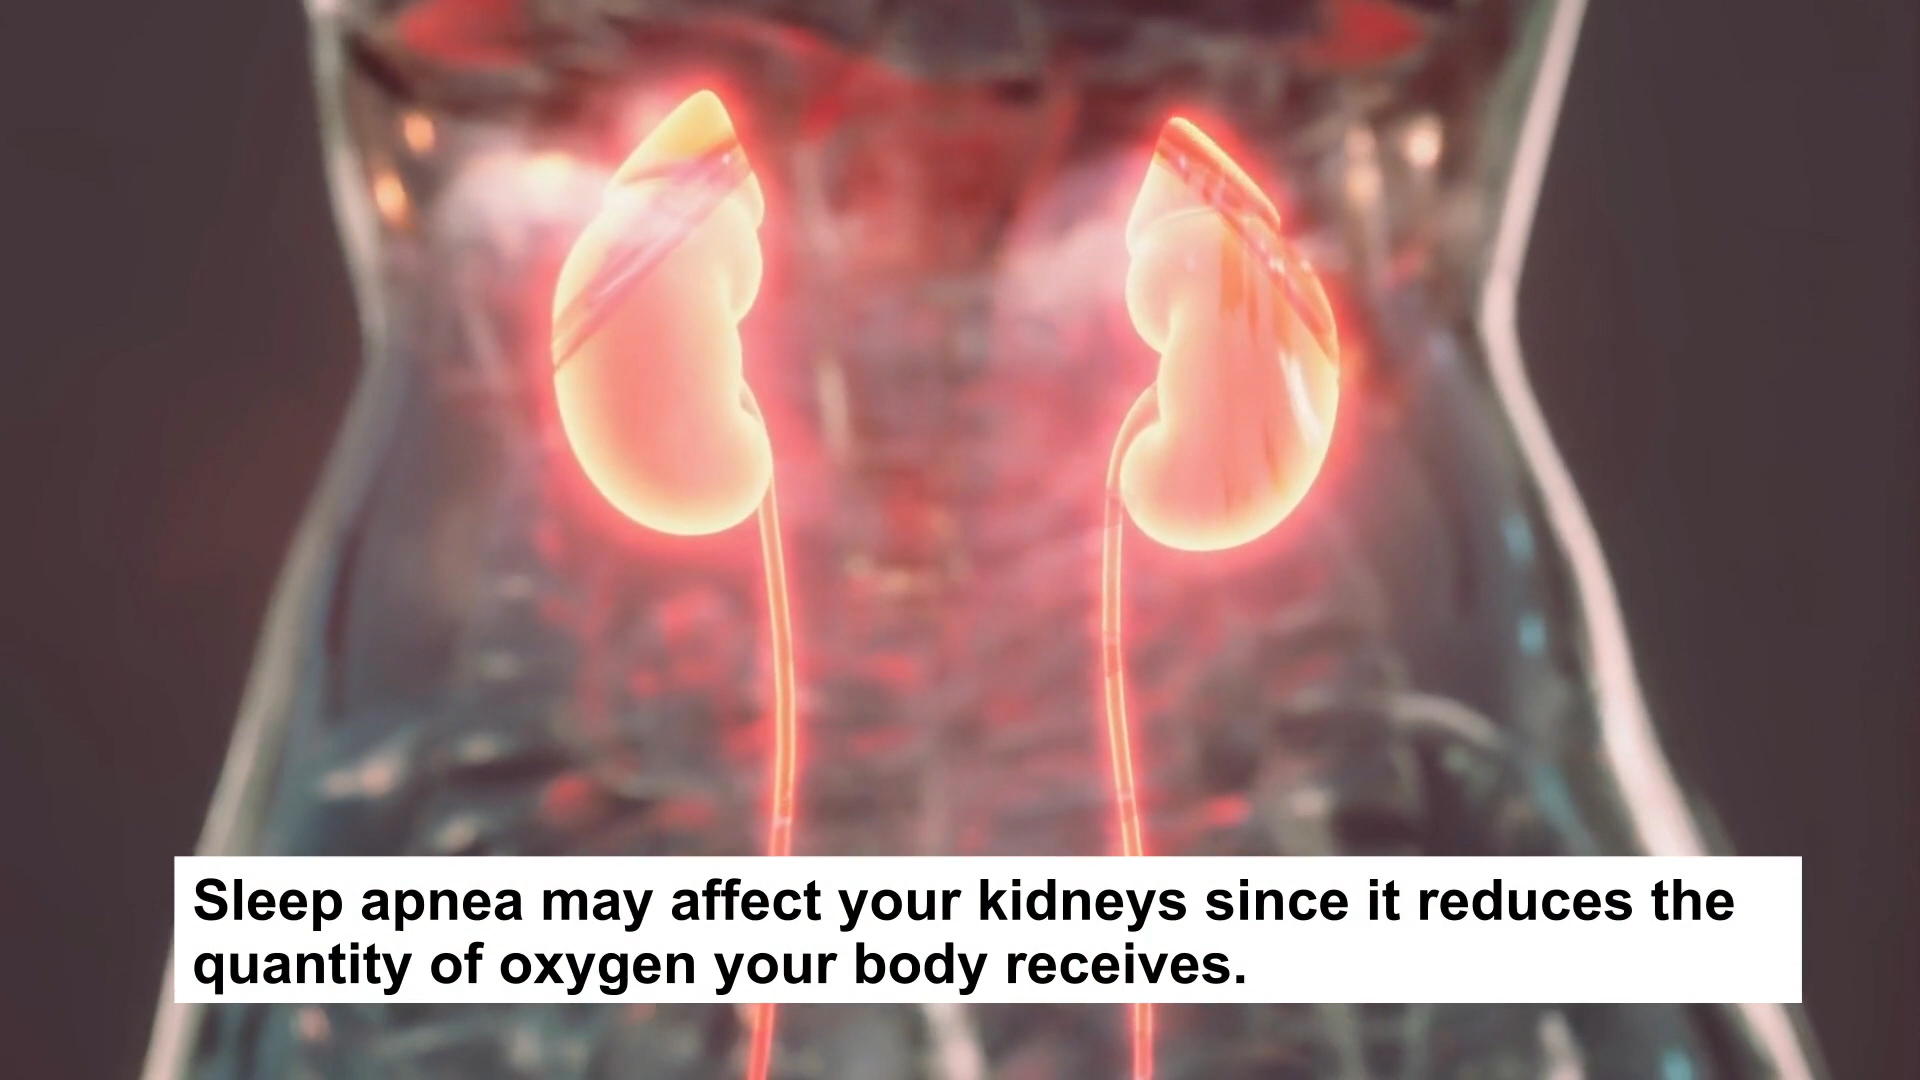 Sleep apnea may affect your kidneys since it reduces the
quantity of oxygen your body receives.